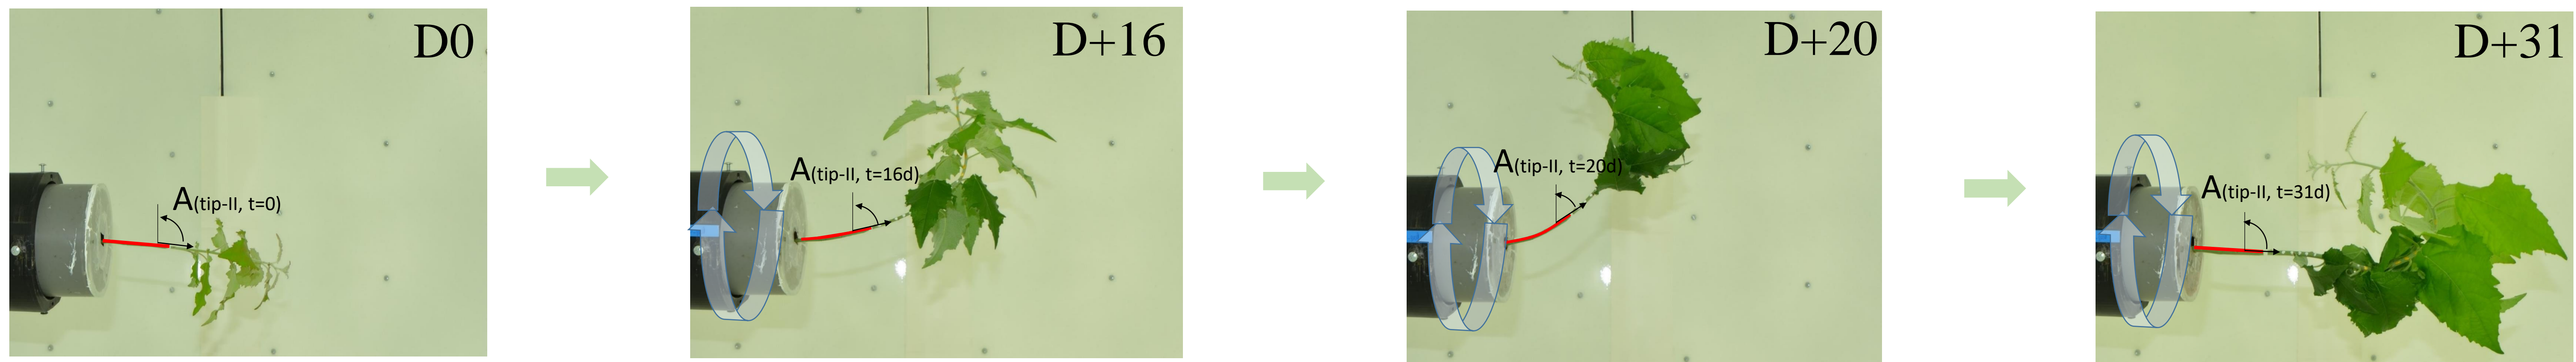 D0
A(tip-II, t=0)
D+16
A(tip-II, t=16d)
D+20
A(tip-II, t=20d)
D+31
A(tip-II, t=31d)